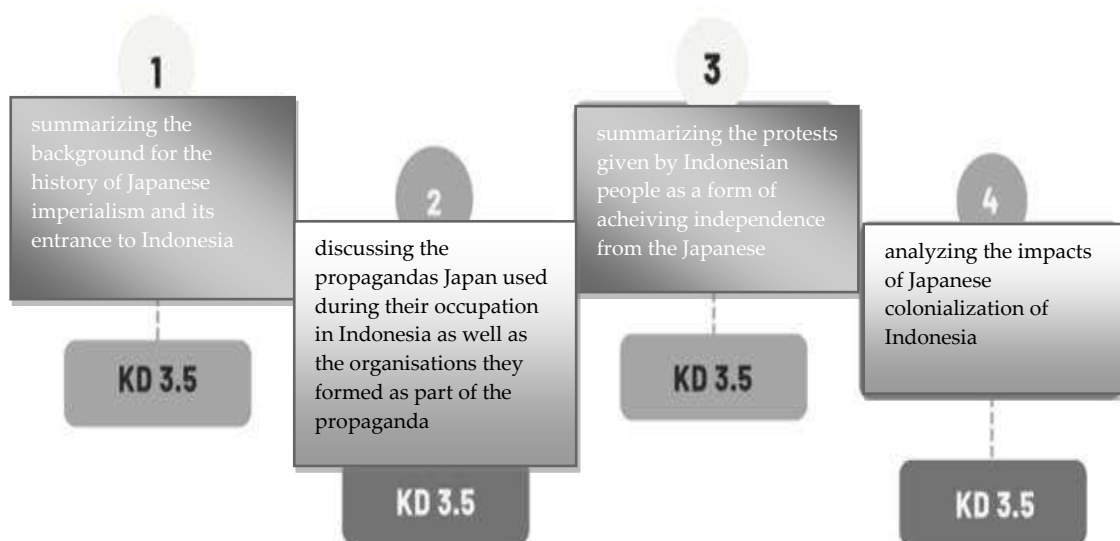 1
summarizing the
background for the
history of Japanese
imperialism and its
entrance to Indonesia
KD 3.5
2
discussing the
propagandas Japan used
during their occupation
in Indonesia as well as
the organisations they
formed as part of the
propaganda
KD 3.5
3
summarizing the protests
given by Indonesian
people as a form of
acheiving independence
from the Japanese
KD 3.5
4
analyzing the impacts
of Japanese
colonialization of
Indonesia
KD 3.5